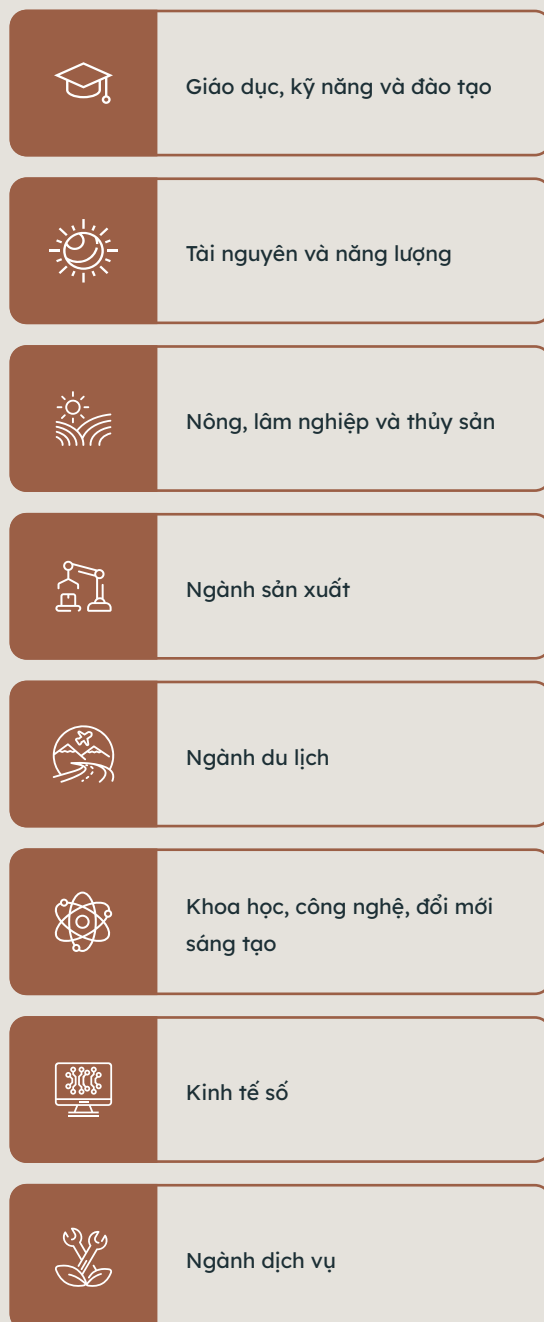 Giáo dục, kỹ năng và đào tạo
Tài nguyên và năng lượng
Nông, lâm nghiệp và thủy sản
Ngành sản xuất
Ngành du lịch
Khoa học, công nghệ, đổi mới
sáng tạo
Kinh tế số
Ngành dịch vụ